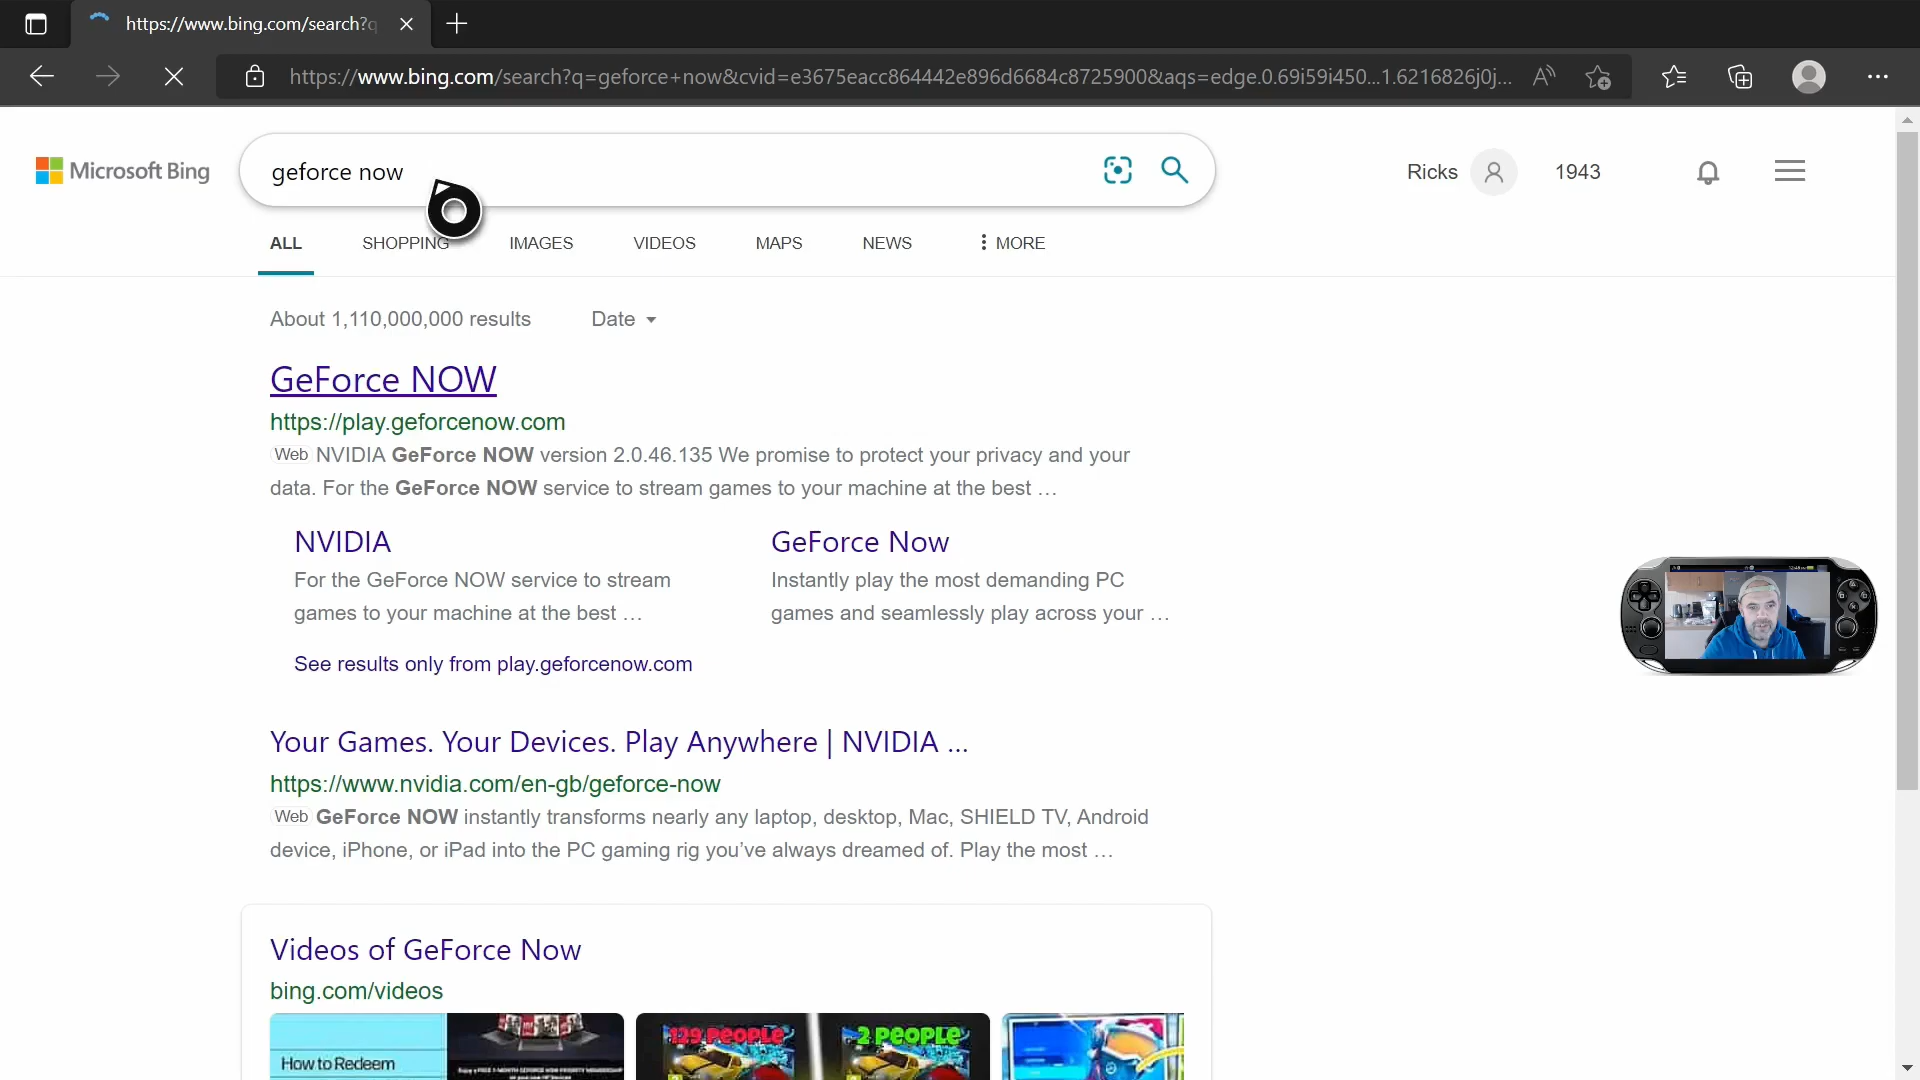 https://www.bing.com/search?q
https://www.bing.com/search?q=geforce+now&cvid=e3675eacc864442e896d6684c8725900&aqs=edge.0.69i59i450...1.6216826j0j...
Microsoft Bing
geforce now
Ricks
1943
ALL
SHOPPING
IMAGES
VIDEOS
MAPS
NEWS
MORE
About 1,110,000,000 results
Date
GeForce NOW
https://play.geforcenow.com
Web NVIDIA GeForce NOW version 2.0.46.135 We promise to protect your privacy and your
data. For the GeForce NOW service to stream games to your machine at the best ...
NVIDIA
For the GeForce NOW service to stream
games to your machine at the best ...
GeForce Now
Instantly play the most demanding PC
games and seamlessly play across your ...
See results only from play.geforcenow.com
Your Games. Your Devices. Play Anywhere | NVIDIA ...
https://www.nvidia.com/en-gb/geforce-now
Web GeForce NOW instantly transforms nearly any laptop, desktop, Mac, SHIELD TV, Android
device, iPhone, or iPad into the PC gaming rig you've always dreamed of. Play the most ...
Videos of GeForce Now
bing.com/videos
How to Redeem
129 PEOPLE
2 PEOPLE